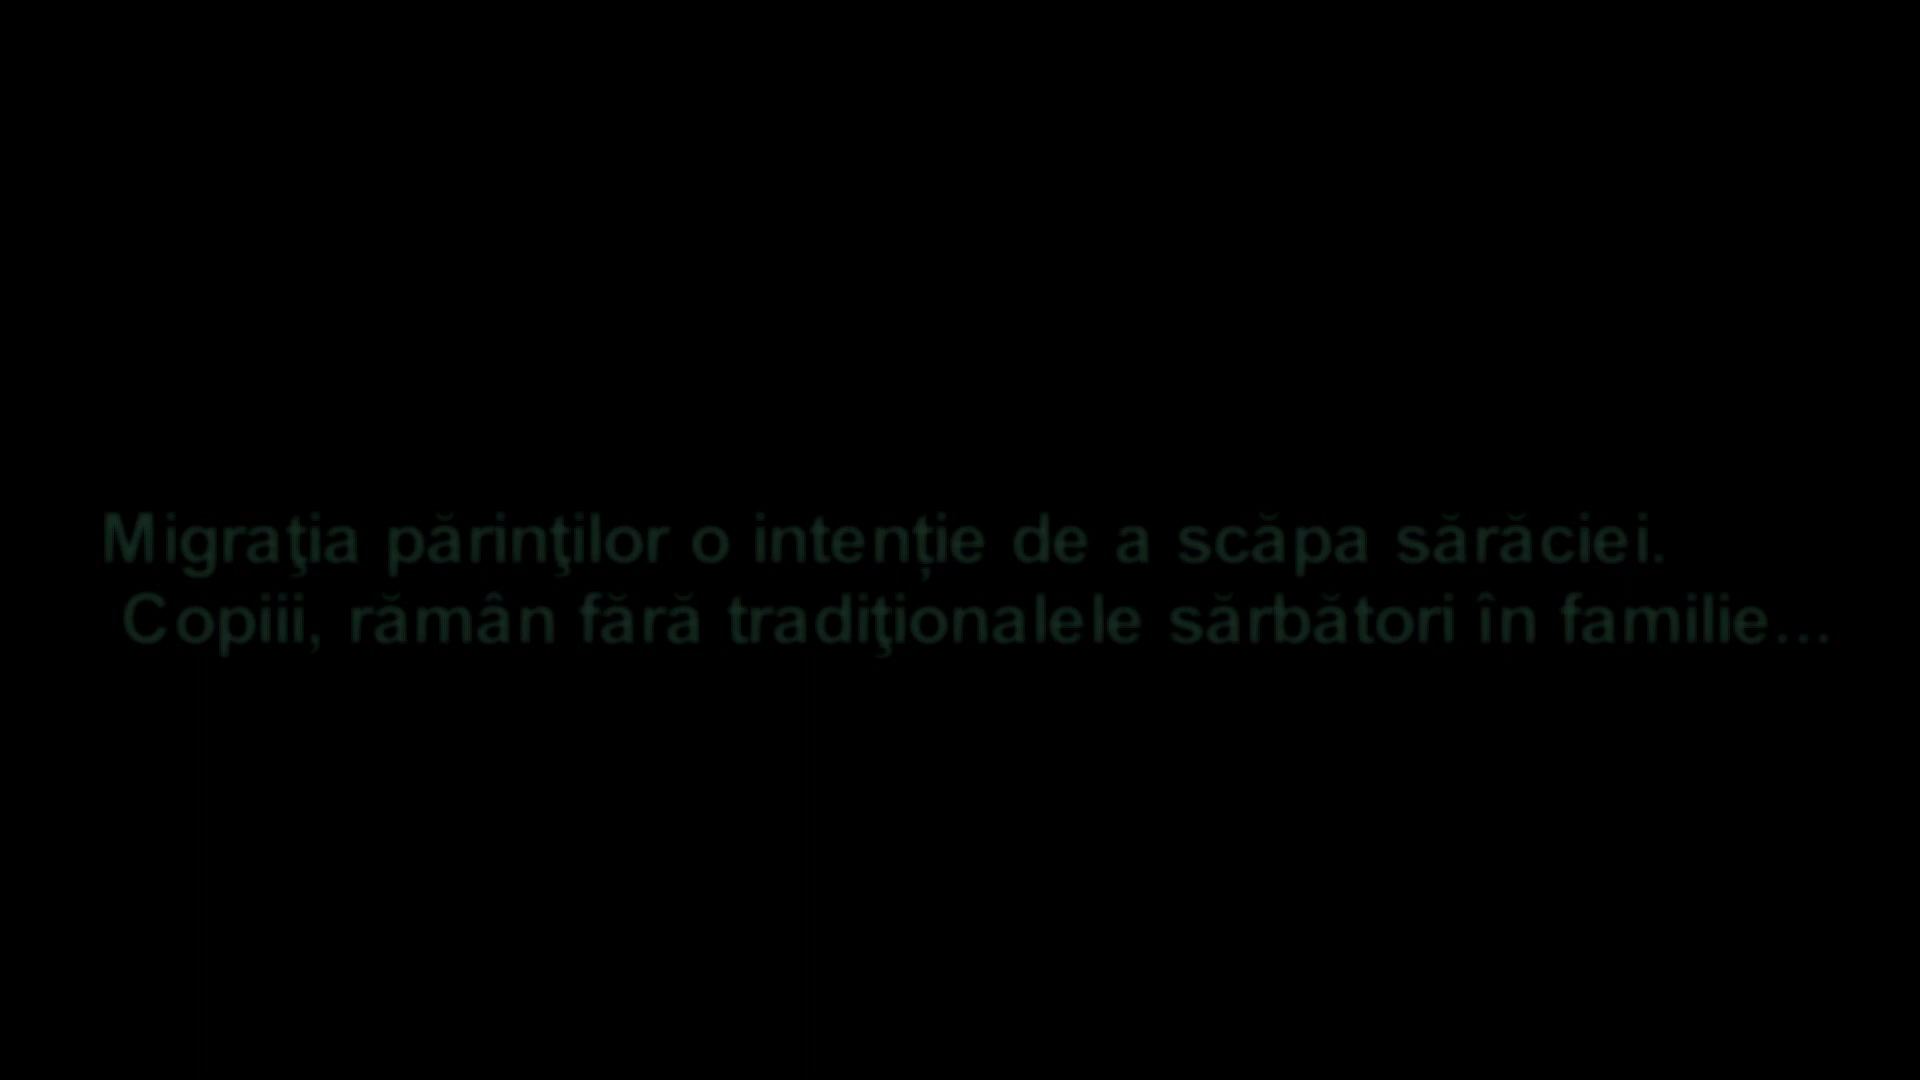 Migraţia părinţilor o intenție de a scăpa sărăciei.
Copiii, rămân fără tradiţionalele sărbători în familie...